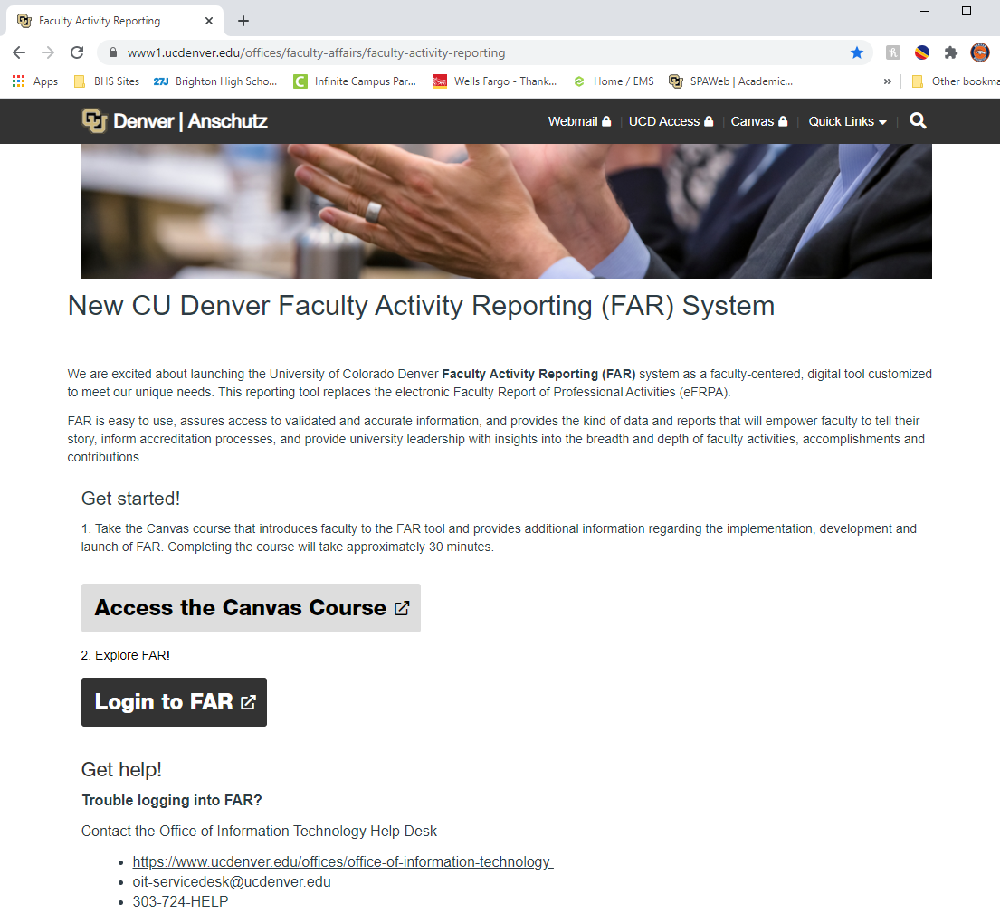 Faculty Activity Reporting
www1.ucdenver.edu/offices/faculty-affairs/faculty-activity-reporting
Apps BHS Sites 27J Brighton High Scho... Infinite Campus Par... Wells Fargo - Thank... Home / EMS SPAWeb | Academic... » Other bookma
Denver | Anschutz Webmail UCD Access Canvas Quick Links
New CU Denver Faculty Activity Reporting (FAR) System
We are excited about launching the University of Colorado Denver Faculty Activity Reporting (FAR) system as a faculty-centered, digital tool customized
to meet our unique needs. This reporting tool replaces the electronic Faculty Report of Professional Activities (eFRPA).
FAR is easy to use, assures access to validated and accurate information, and provides the kind of data and reports that will empower faculty to tell their
story, inform accreditation processes, and provide university leadership with insights into the breadth and depth of faculty activities, accomplishments and
contributions.
Get started!
1. Take the Canvas course that introduces faculty to the FAR tool and provides additional information regarding the implementation, development and
launch of FAR. Completing the course will take approximately 30 minutes.
Access the Canvas Course
2. Explore FAR!
Login to FAR
Get help!
Trouble logging into FAR?
Contact the Office of Information Technology Help Desk
• https://www.ucdenver.edu/offices/office-of-information-technology
• oit-servicedesk@ucdenver.edu
• 303-724-HELP